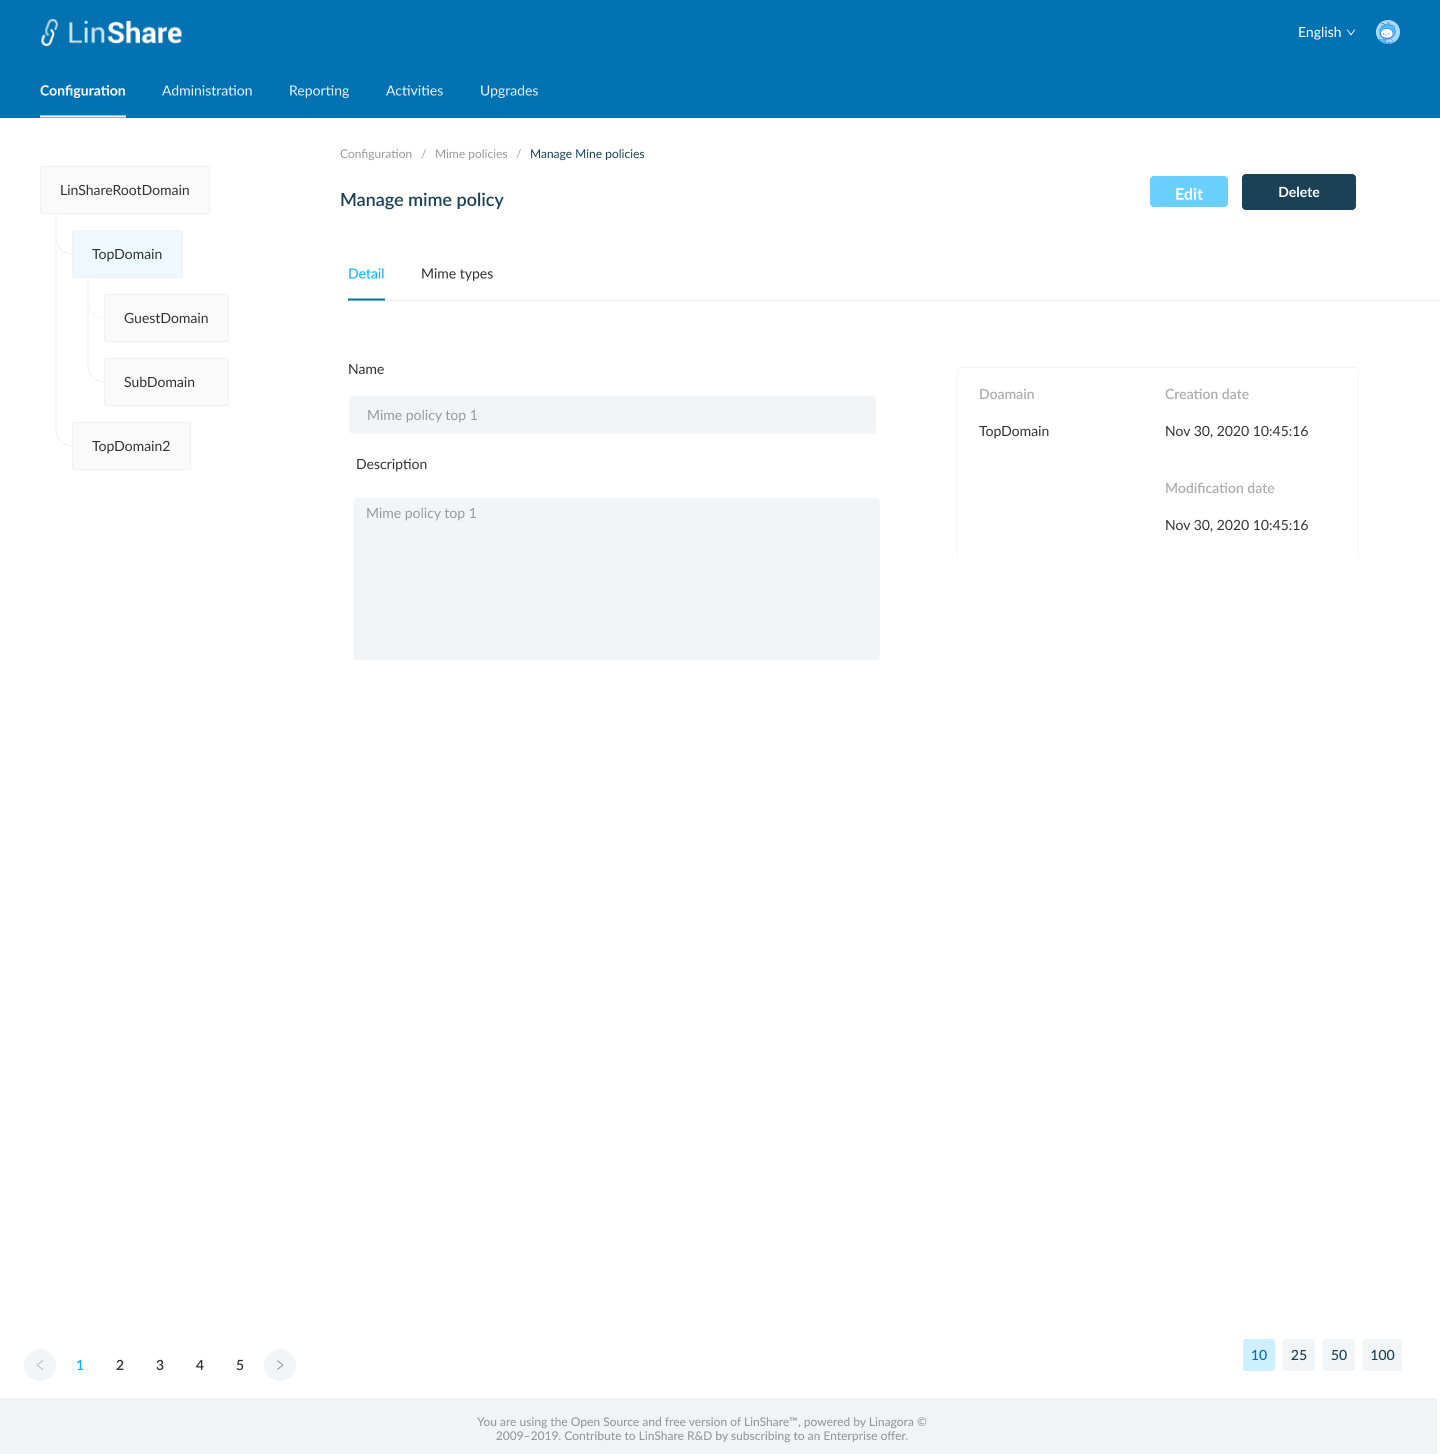 LinShare
English
Configuration Administration Reporting Activities Upgrades
Configuration / Mime policies / Manage Mine policies
Manage mime policy
Edit
Delete
LinShareRootDomain
TopDomain
GuestDomain
SubDomain
TopDomain2
Detail Mime types
Name
Mime policy top 1
Description
Mime policy top 1
Doamain
TopDomain
Creation date
Nov 30, 2020 10:45:16
Modification date
Nov 30, 2020 10:45:16
< 1 2 3 4 5 >
10 25 50 100
You are using the Open Source and free version of LinShare™, powered by Linagora ©
2009–2019. Contribute to LinShare R&D by subscribing to an Enterprise offer.